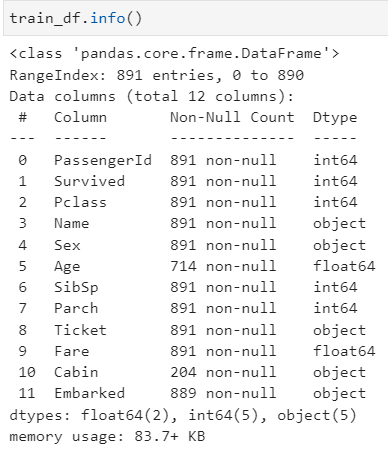 train_df.info()
<class 'pandas.core.frame.DataFrame'>
RangeIndex: 891 entries, 0 to 890
Data columns (total 12 columns):
 #   Column       Non-Null Count  Dtype
---  ------       --------------  -----
 0   PassengerId  891 non-null    int64
 1   Survived     891 non-null    int64
 2   Pclass       891 non-null    int64
 3   Name         891 non-null    object
 4   Sex          891 non-null    object
 5   Age          714 non-null    float64
 6   SibSp        891 non-null    int64
 7   Parch        891 non-null    int64
 8   Ticket       891 non-null    object
 9   Fare         891 non-null    float64
 10  Cabin        204 non-null    object
 11  Embarked     889 non-null    object
dtypes: float64(2), int64(5), object(5)
memory usage: 83.7+ KB